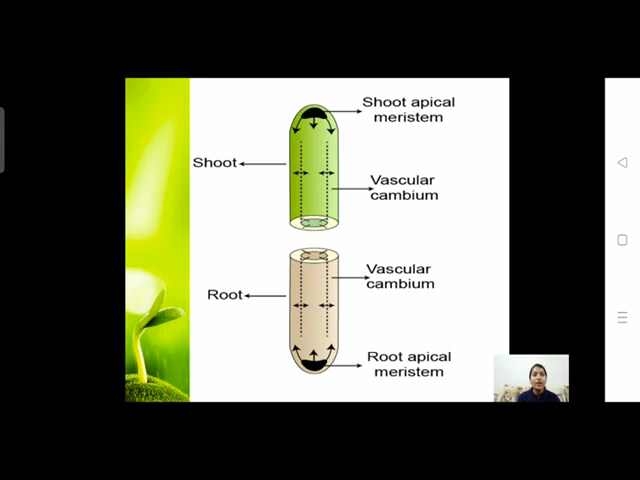 Shoot apical
meristem
Shoot
Vascular
cambium
Vascular
cambium
Root
Root apical
meristem